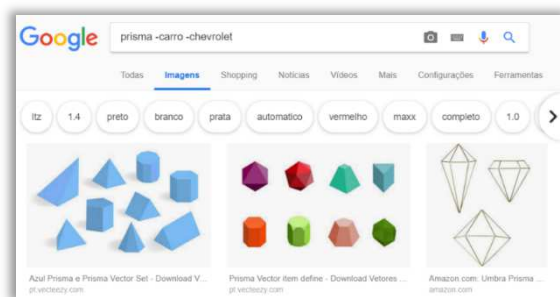 Google
prisma -carro -chevrolet
Todas Imagens Shopping Notícias Vídeos Mais Configurações Ferramentas
ltz 1.4 preto branco prata automatico vermelho maxx completo 1.0
Azul Prisma e Prisma Vector Set - Download V...
pt.vecteezy.com
Prisma Vector item define - Download Vetores ...
pt.vecteezy.com
Amazon.com: Umbra Prisma ...
amazon.com